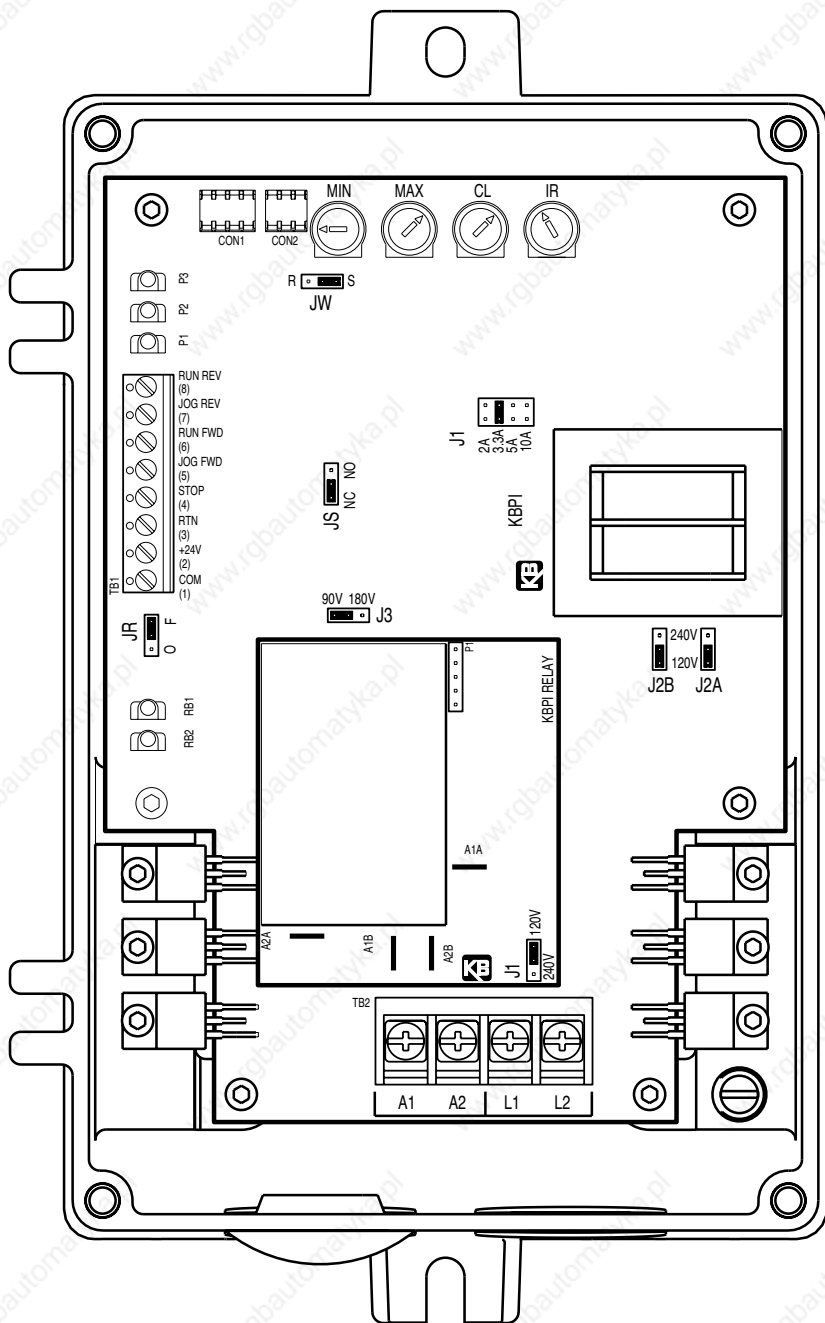 MIN MAX CL IR
CON1 CON2
R S
JW
P3
P2
P1
RUN REV
(8)
JOG REV
(7)
RUN FWD
(6)
JOG FWD
(5)
STOP
(4)
RTN
(3)
+24V
(2)
COM
(1)
TB1
J1
2A
3.3A
5A
10A
JS
NC NO
KBPI
KB
JR
O F
90V 180V
J3
240V
120V
J2B J2A
RB1
RB2
P1
KBPI RELAY
A1A
A2A
A1B
A2B
KB
J1
240V 120V
TB2
A1 A2 L1 L2
www.rgbautomatyka.pl